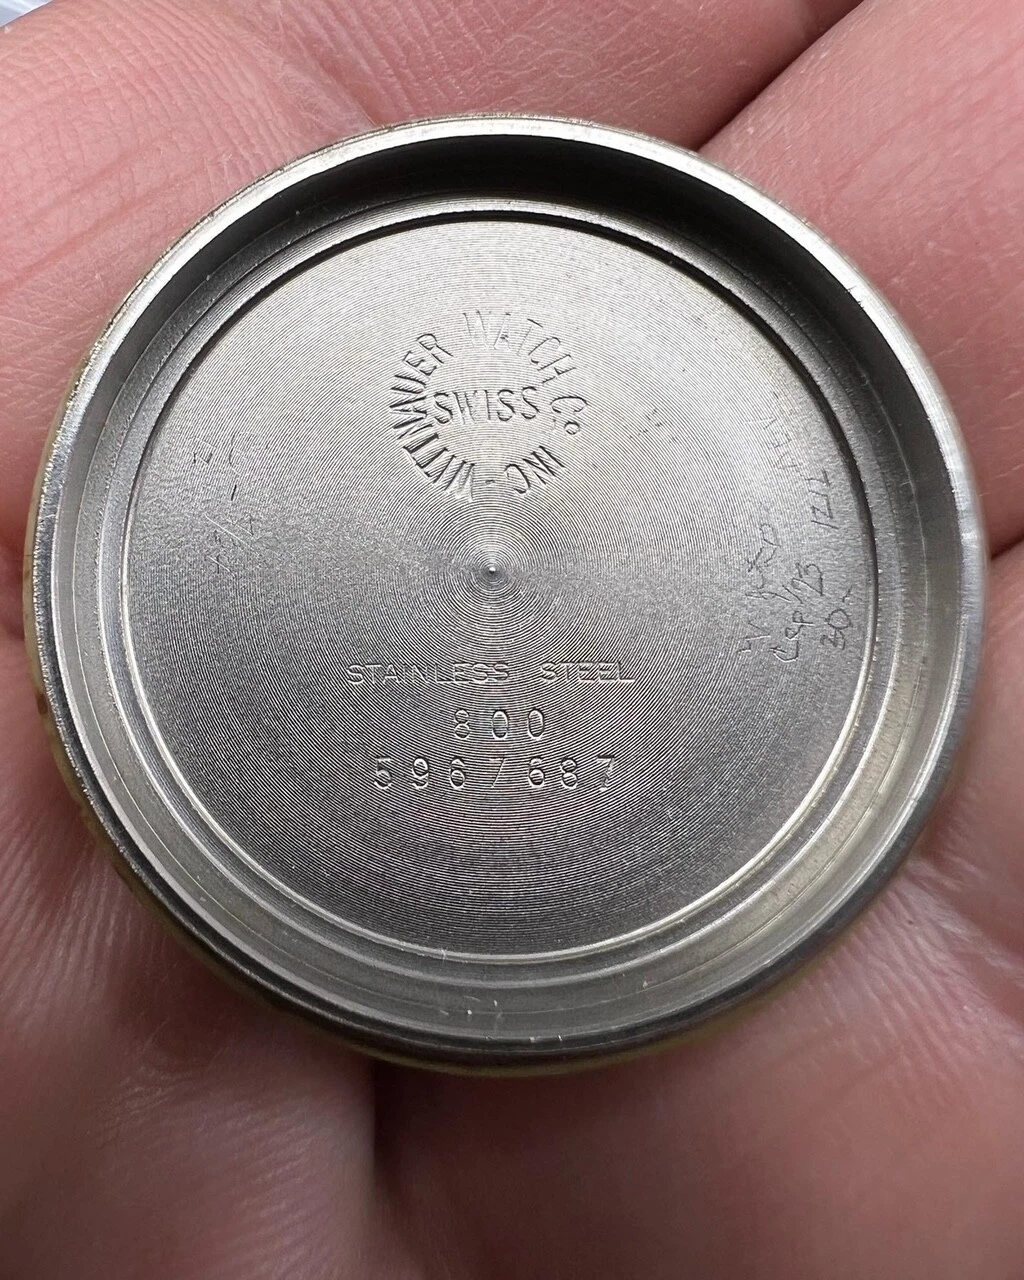 WITTNAUER WATCH Co INC-
SWISS
STAINLESS STEEL
800
5967687